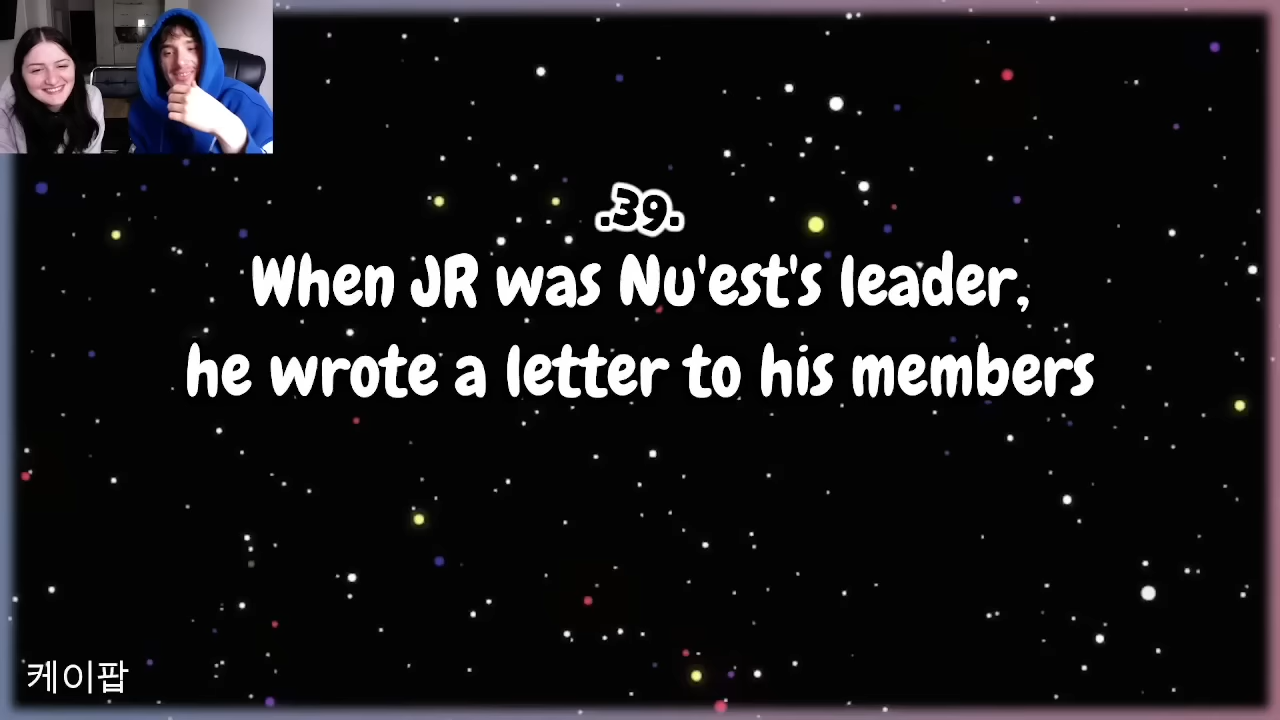 .39.
When JR was Nu'est's leader,
he wrote a letter to his members
케이팝